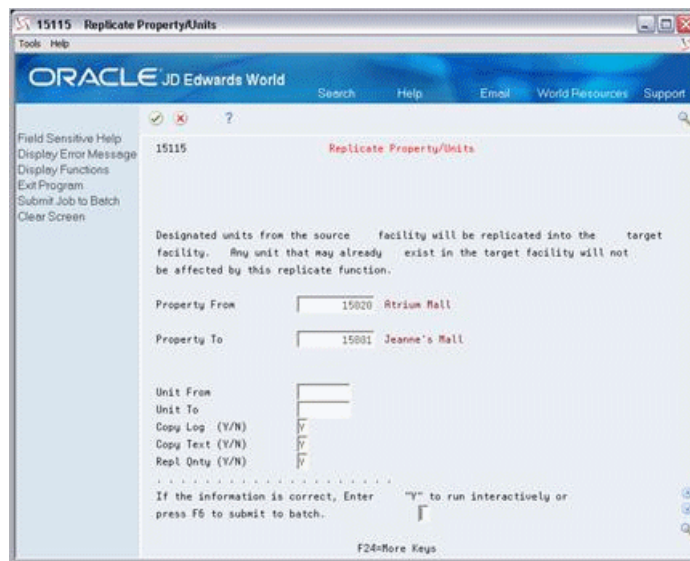 15115 Replicate Property/Units
Tools Help
ORACLE JD Edwards World
Search Help Email World Resources Support
?
Field Sensitive Help
Display Error Message
Display Functions
Exit Program
Submit Job to Batch
Clear Screen
15115 Replicate Property/Units
Designated units from the source facility will be replicated into the target
facility. Any unit that may already exist in the target facility will not
be affected by this replicate function.
Property From 15020 Atrium Mall
Property To 15001 Jeanne's Mall
Unit From
Unit To
Copy Log (Y/N) Y
Copy Text (Y/N) Y
Repl Qnty (Y/N) Y
. . . . . . . . . . . . . . . . . . . .
If the information is correct, Enter "Y" to run interactively or
press F6 to submit to batch.
F24=More Keys